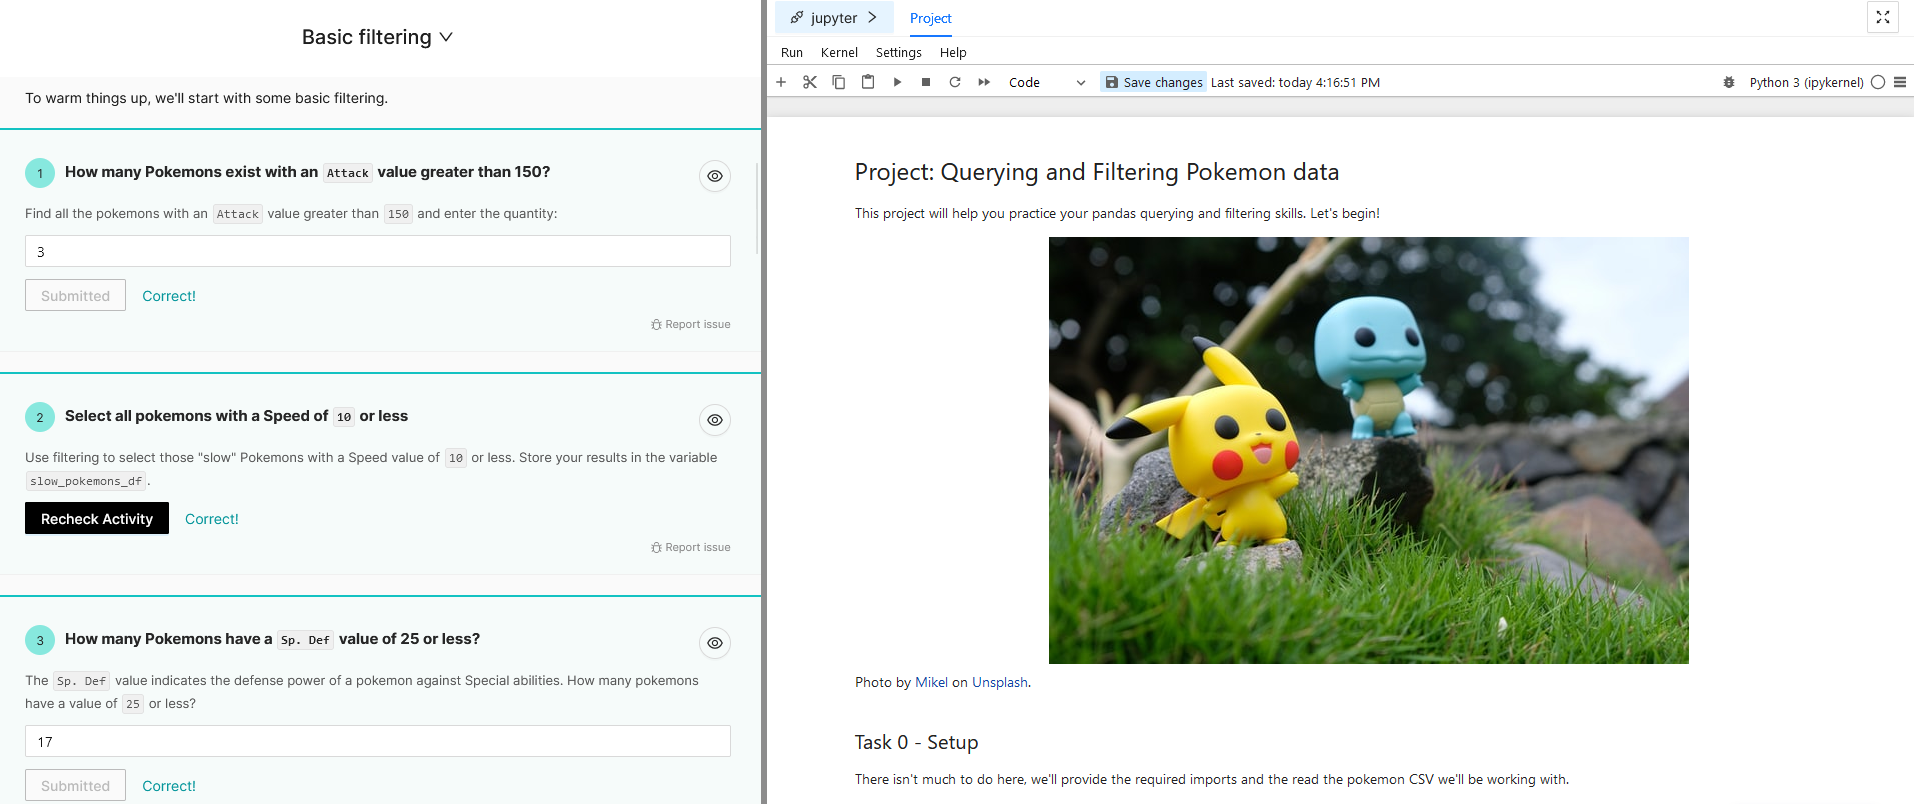 Basic filtering
To warm things up, we'll start with some basic filtering.
1 How many Pokemons exist with an Attack value greater than 150?
Find all the pokemons with an Attack value greater than 150 and enter the quantity:
3
Submitted Correct!
Report issue
2 Select all pokemons with a Speed of 10 or less
Use filtering to select those "slow" Pokemons with a Speed value of 10 or less. Store your results in the variable
slow_pokemons_df.
Recheck Activity Correct!
Report issue
3 How many Pokemons have a Sp. Def value of 25 or less?
The Sp. Def value indicates the defense power of a pokemon against Special abilities. How many pokemons
have a value of 25 or less?
17
Submitted Correct!
jupyter Project
Run Kernel Settings Help
Code Save changes Last saved: today 4:16:51 PM Python 3 (ipykernel)
Project: Querying and Filtering Pokemon data
This project will help you practice your pandas querying and filtering skills. Let's begin!
Photo by Mikel on Unsplash.
Task 0 - Setup
There isn't much to do here, we'll provide the required imports and the read the pokemon CSV we'll be working with.